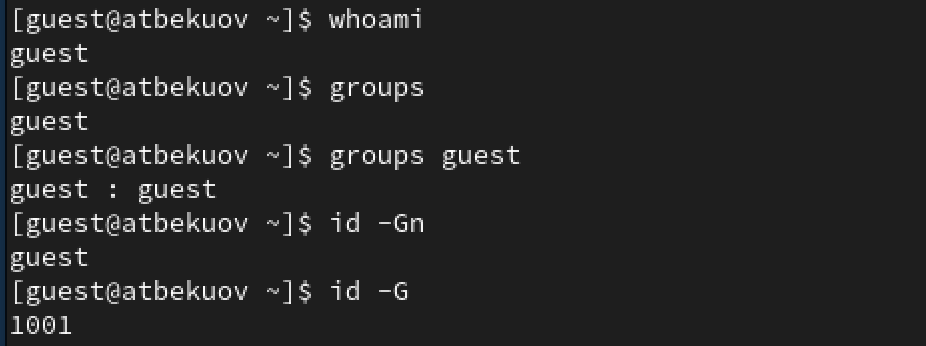 [guest@atbekuov ~]$ whoami
guest
[guest@atbekuov ~]$ groups
guest
[guest@atbekuov ~]$ groups guest
guest : guest
[guest@atbekuov ~]$ id -Gn
guest
[guest@atbekuov ~]$ id -G
1001